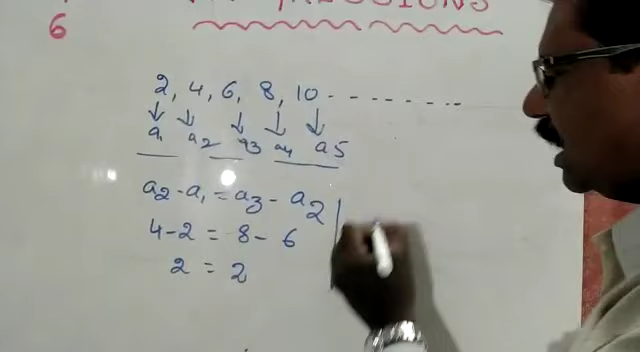 6
2, 4, 6, 8, 10 - - - - - - - -
↓ ↓ ↓ ↓ ↓
a1 a2 a3 a4 a5
a2 - a1 = a3 - a2
4 - 2 = 8 - 6
2 = 2